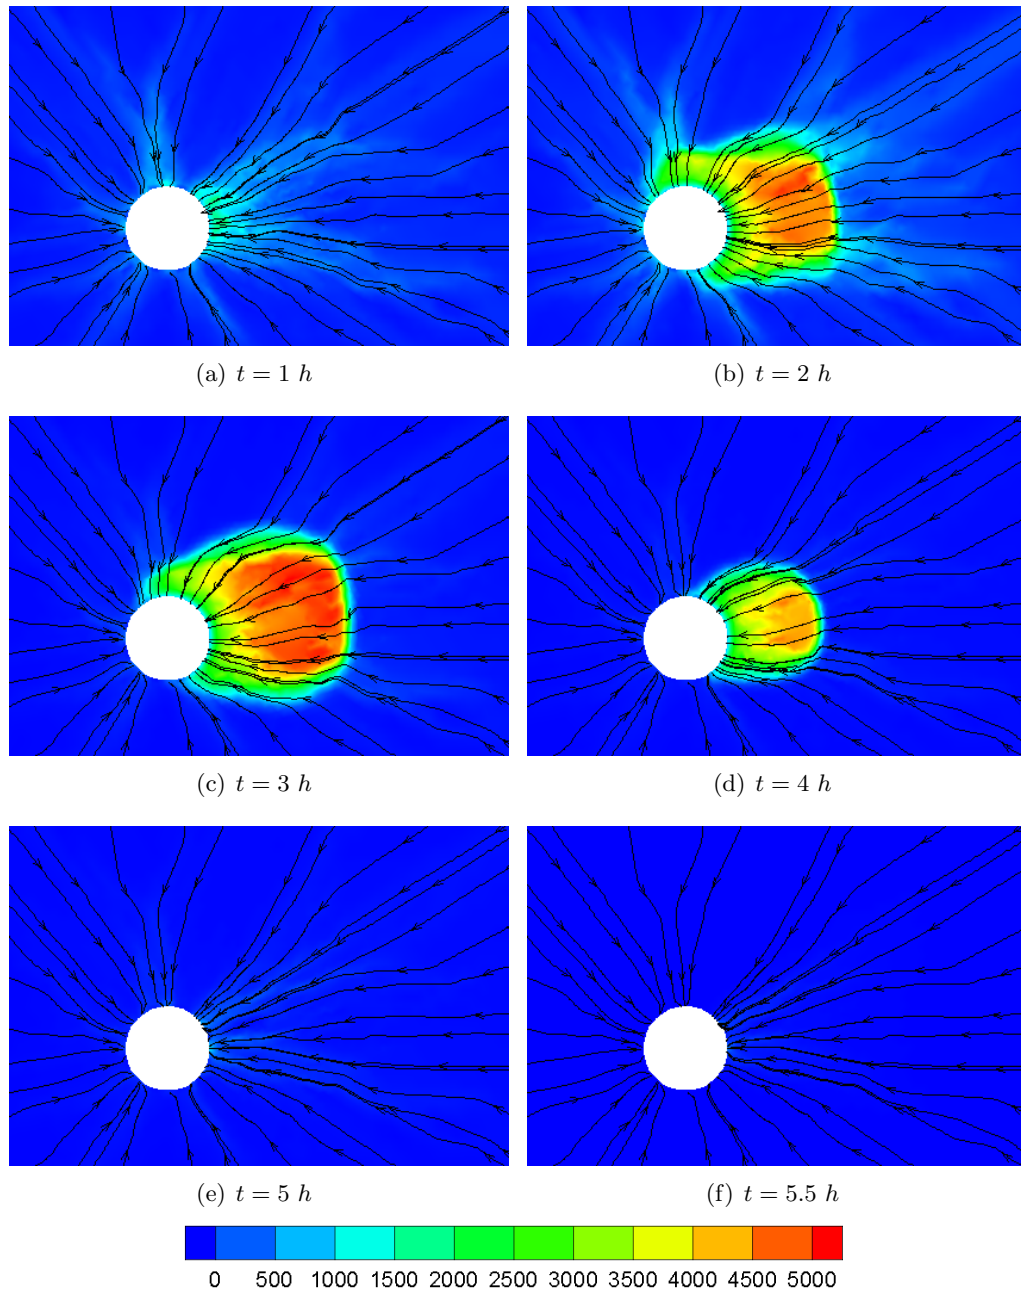 (a) t = 1 h
(b) t = 2 h
(c) t = 3 h
(d) t = 4 h
(e) t = 5 h
(f) t = 5.5 h
0 500 1000 1500 2000 2500 3000 3500 4000 4500 5000